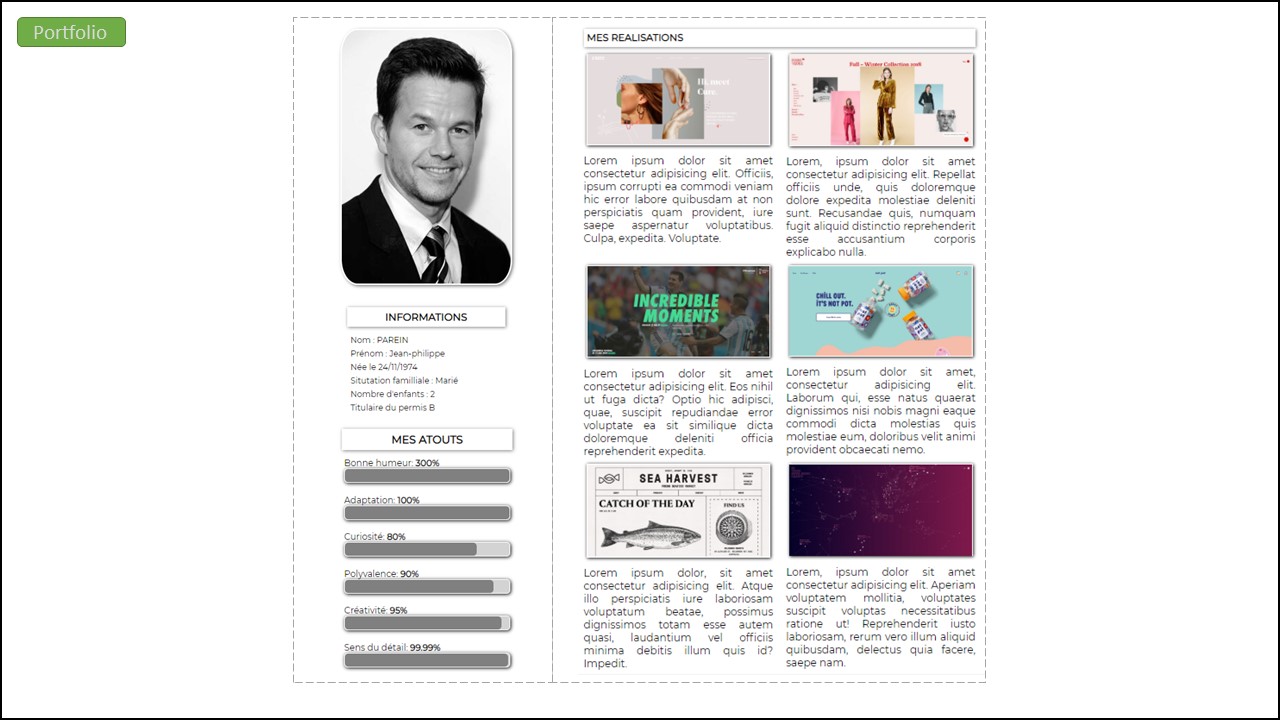 Portfolio
INFORMATIONS
Nom : PAREIN
Prénom : Jean-philippe
Née le 24/11/1974
Situtation familliale : Marié
Nombre d'enfants : 2
Titulaire du permis B
MES ATOUTS
Bonne humeur: 300%
Adaptation: 100%
Curiosité: 80%
Polyvalence: 90%
Créativité: 95%
Sens du détail: 99.99%
MES REALISATIONS
Hi, meet
Cure.
Lorem ipsum dolor sit amet
consectetur adipisicing elit. Officiis,
ipsum corrupti ea commodi veniam
hic error labore quibusdam at non
perspiciatis quam provident, iure
saepe aspernatur voluptatibus.
Culpa, expedita. Voluptate.
Fall - Winter Collection 2018
Lorem, ipsum dolor sit amet
consectetur adipisicing elit. Repellat
officiis unde, quis doloremque
dolore expedita molestiae deleniti
sunt. Recusandae quis, numquam
fugit aliquid distinctio reprehenderit
esse accusantium corporis
explicabo nulla.
INCREDIBLE
MOMENTS
Lorem ipsum dolor sit amet
consectetur adipisicing elit. Eos nihil
ut fuga dicta? Optio hic adipisci,
quae, suscipit repudiandae error
voluptate ea sit similique dicta
doloremque deleniti officia
reprehenderit expedita.
CHILL OUT.
IT'S NOT POT.
Lorem ipsum dolor sit amet,
consectetur adipisicing elit.
Laborum qui, esse natus quaerat
dignissimos nisi nobis magni eaque
commodi dicta molestias quis
molestiae eum, doloribus velit animi
provident obcaecati nemo.
SEA HARVEST
CATCH OF THE DAY
FIND US
Lorem ipsum dolor, sit amet
consectetur adipisicing elit. Atque
illo perspiciatis iure laboriosam
voluptatum beatae, possimus
dignissimos totam esse autem
quasi, laudantium vel officiis
minima debitis illum quis id?
Impedit.
Lorem, ipsum dolor sit amet
consectetur adipisicing elit. Aperiam
voluptatem mollitia, voluptates
suscipit voluptas necessitatibus
ratione ut! Reprehenderit iusto
laboriosam, rerum vero illum aliquid
quibusdam, delectus quia facere,
saepe nam.